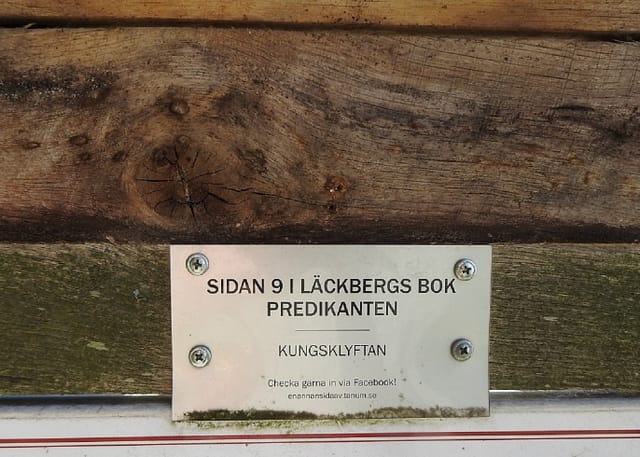 SIDAN 9 I LÄCKBERGS BOK
PREDIKANTEN
KUNGSKLYFTAN
Checka gärna in via Facebook!
enannansidaav.tanum.se